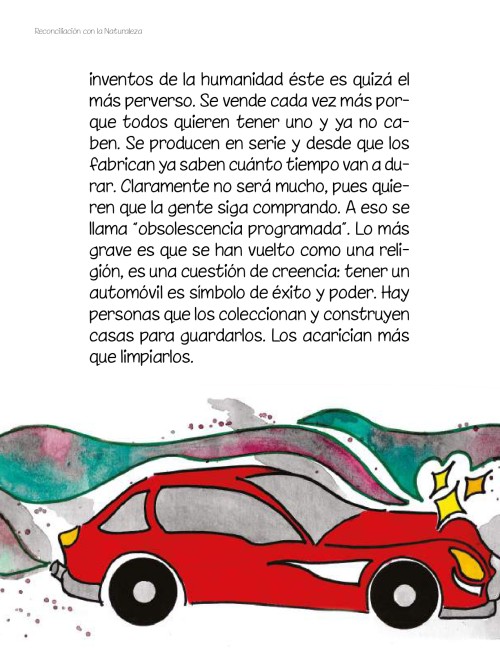 Reconciliación con la Naturaleza
inventos de la humanidad éste es quizá el
más perverso. Se vende cada vez más por-
que todos quieren tener uno y ya no ca-
ben. Se producen en serie y desde que los
fabrican ya saben cuánto tiempo van a du-
rar. Claramente no será mucho, pues quie-
ren que la gente siga comprando. A eso se
llama "obsolescencia programada". Lo más
grave es que se han vuelto como una reli-
gión, es una cuestión de creencia: tener un
automóvil es símbolo de éxito y poder. Hay
personas que los coleccionan y construyen
casas para guardarlos. Los acarician más
que limpiarlos.